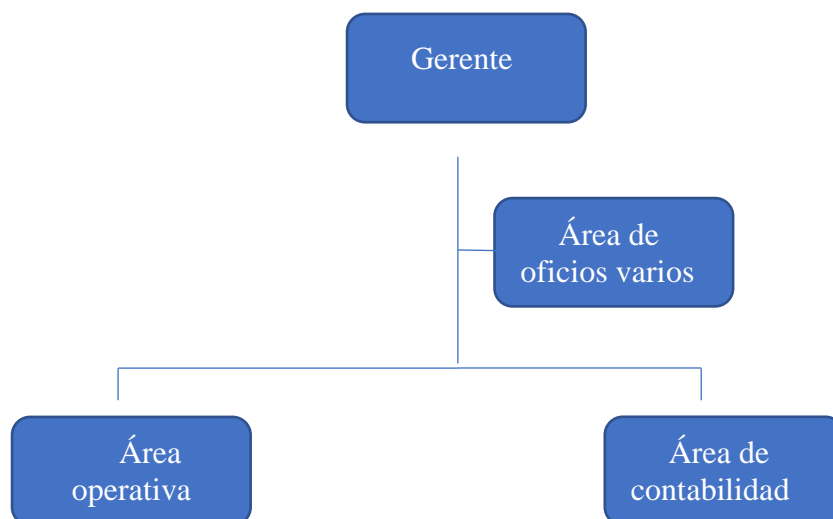 Gerente
Área de
oficios varios
Área
operativa
Área de
contabilidad